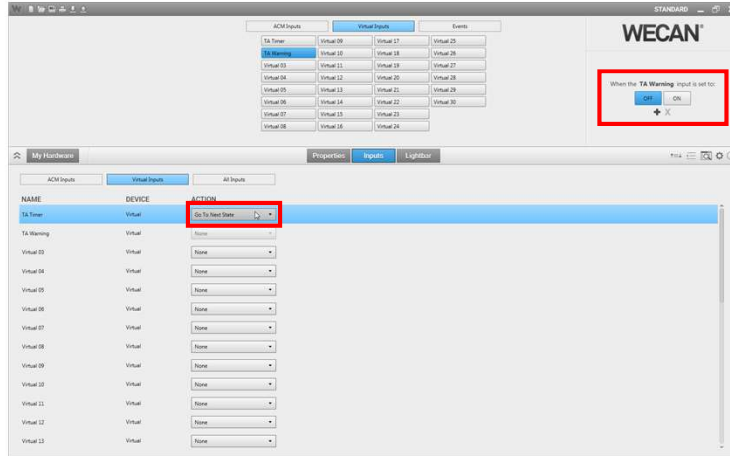 STANDARD
ACM Inputs Virtual Inputs Events
WECAN®
TA Timer Virtual 09 Virtual 17 Virtual 25
TA Warning Virtual 10 Virtual 18 Virtual 26
Virtual 03 Virtual 11 Virtual 19 Virtual 27
Virtual 04 Virtual 12 Virtual 20 Virtual 28
Virtual 05 Virtual 13 Virtual 21 Virtual 29
Virtual 06 Virtual 14 Virtual 22 Virtual 30
Virtual 07 Virtual 15 Virtual 23
Virtual 08 Virtual 16 Virtual 24
When the TA Warning input is set to:
OFF ON
My Hardware Properties Inputs Lightbar
ACM Inputs Virtual Inputs All Inputs
NAME DEVICE ACTION
TA Timer Virtual Go To Next State
TA Warning Virtual None
Virtual 03 Virtual None
Virtual 04 Virtual None
Virtual 05 Virtual None
Virtual 06 Virtual None
Virtual 07 Virtual None
Virtual 08 Virtual None
Virtual 09 Virtual None
Virtual 10 Virtual None
Virtual 11 Virtual None
Virtual 12 Virtual None
Virtual 13 Virtual None